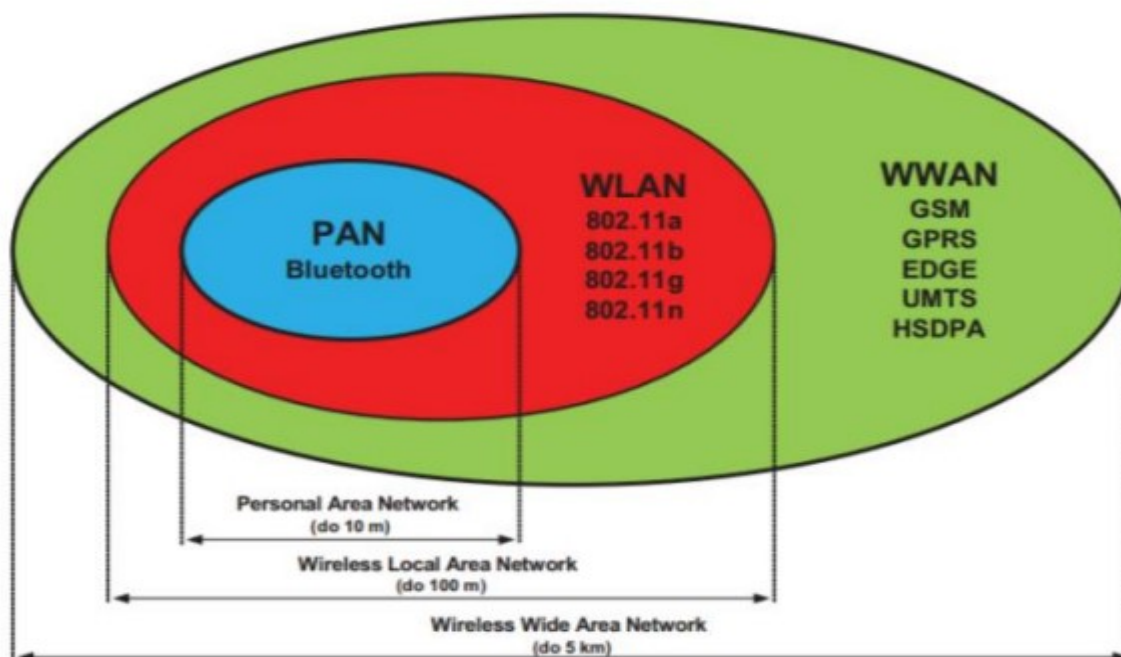 PAN
Bluetooth
WLAN
802.11a
802.11b
802.11g
802.11n
WWAN
GSM
GPRS
EDGE
UMTS
HSDPA
Personal Area Network
(do 10 m)
Wireless Local Area Network
(do 100 m)
Wireless Wide Area Network
(do 5 km)